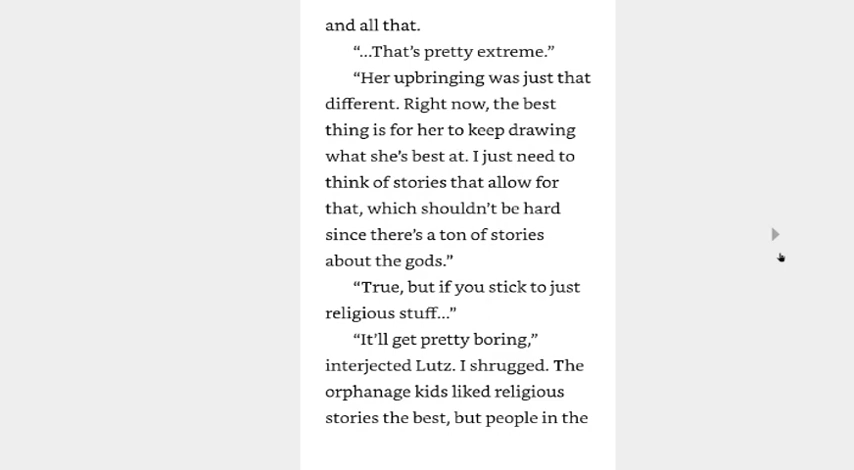 and all that.
“…That’s pretty extreme.”
“Her upbringing was just that
different. Right now, the best
thing is for her to keep drawing
what she’s best at. I just need to
think of stories that allow for
that, which shouldn’t be hard
since there’s a ton of stories
about the gods.”
“True, but if you stick to just
religious stuff…”
“It’ll get pretty boring,”
interjected Lutz. I shrugged. The
orphanage kids liked religious
stories the best, but people in the